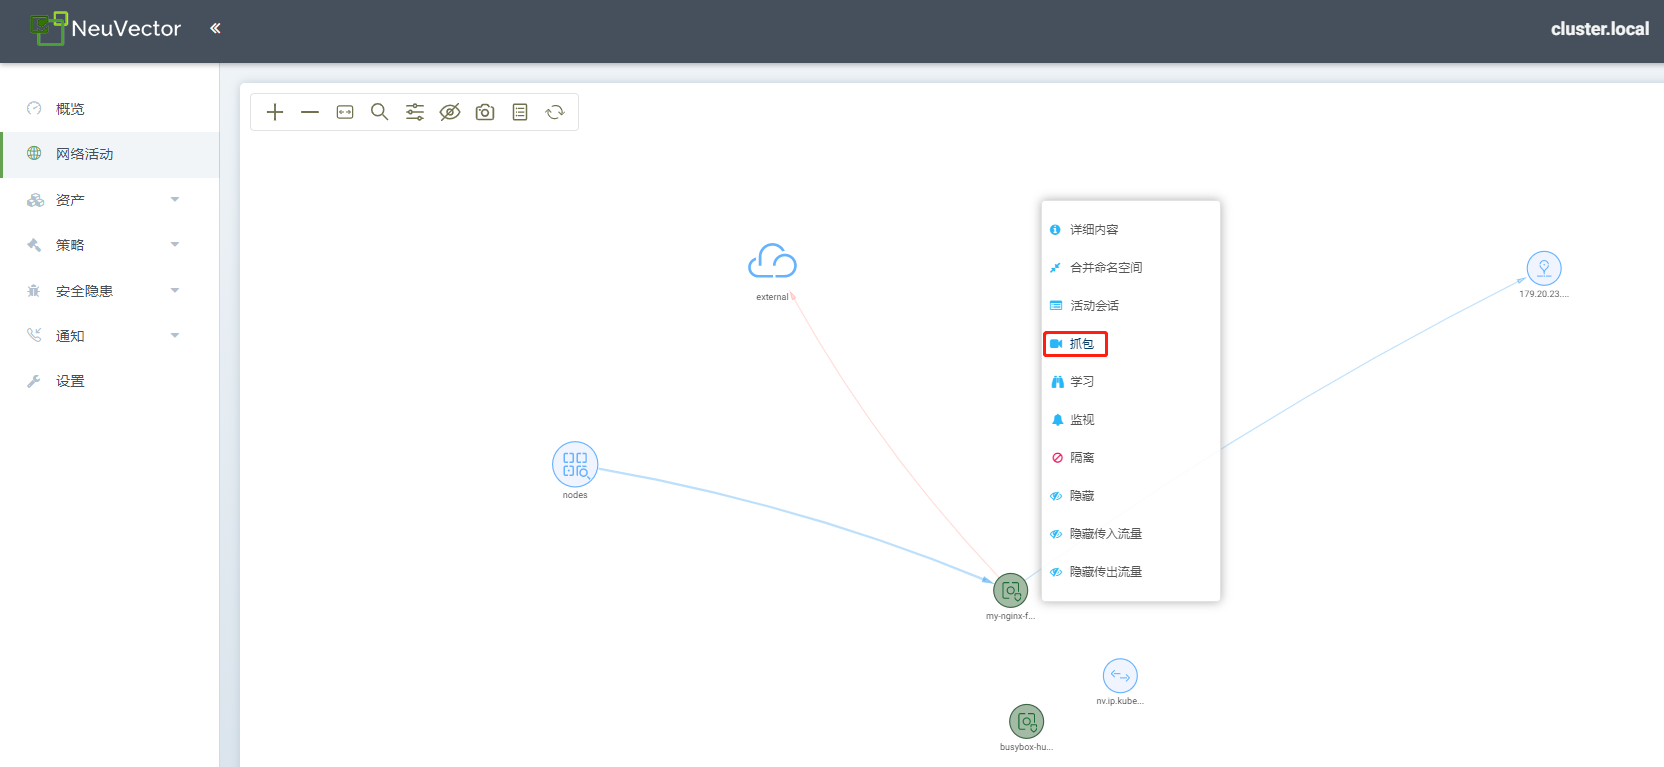 NeuVector
«
cluster.local
概览
网络活动
资产
策略
安全隐患
通知
设置
external
nodes
my-nginx-f...
nv.ip.kube...
busybox-hu...
179.20.23....
详细内容
合并命名空间
活动会话
抓包
学习
监视
隔离
隐藏
隐藏传入流量
隐藏传出流量